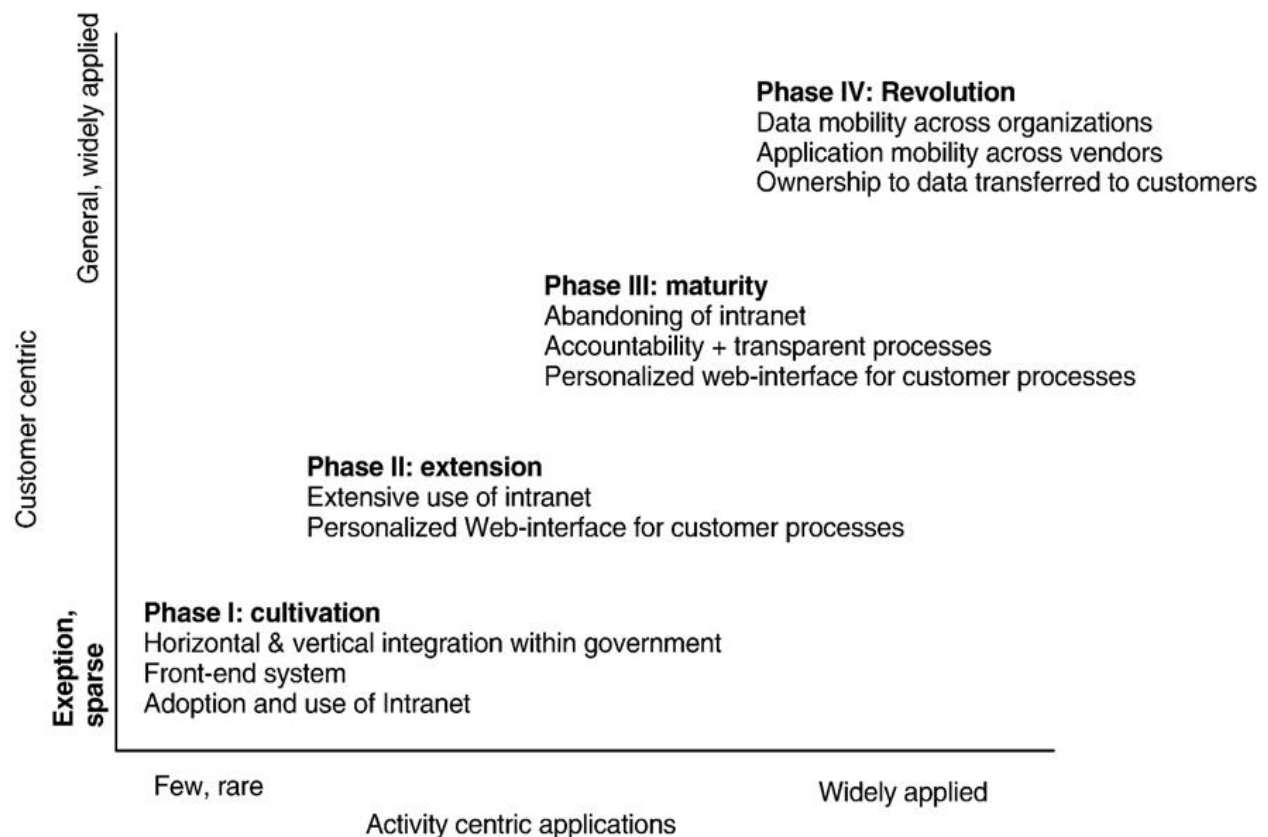 General, widely applied
Customer centric
Exeption,
sparse
Phase IV: Revolution
Data mobility across organizations
Application mobility across vendors
Ownership to data transferred to customers
Phase III: maturity
Abandoning of intranet
Accountability + transparent processes
Personalized web-interface for customer processes
Phase II: extension
Extensive use of intranet
Personalized Web-interface for customer processes
Phase I: cultivation
Horizontal & vertical integration within government
Front-end system
Adoption and use of Intranet
Few, rare
Widely applied
Activity centric applications